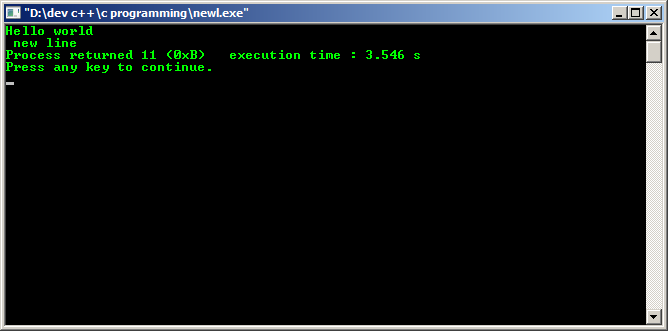 "D:\dev c++\c programming\newl.exe"
Hello world
 new line
Process returned 11 (0xB)   execution time : 3.546 s
Press any key to continue.